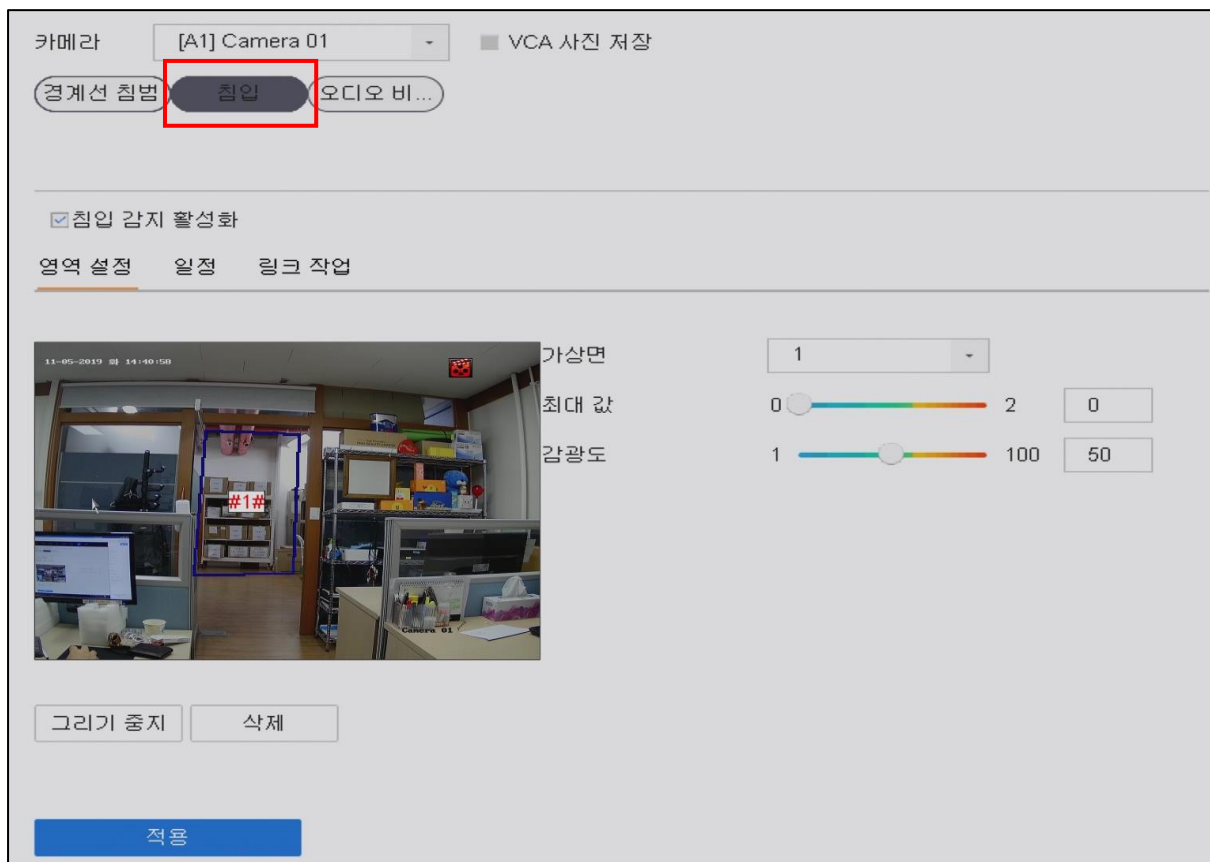 카메라 [A1] Camera 01 VCA 사진 저장
경계선 침범 침입 오디오 비...
침입 감지 활성화
영역 설정 일정 링크 작업
11-05-2019 화 14:40:58
가상면 1
최대 값 0 2 0
감광도 1 100 50
#1#
Camera 01
그리기 중지 삭제
적용